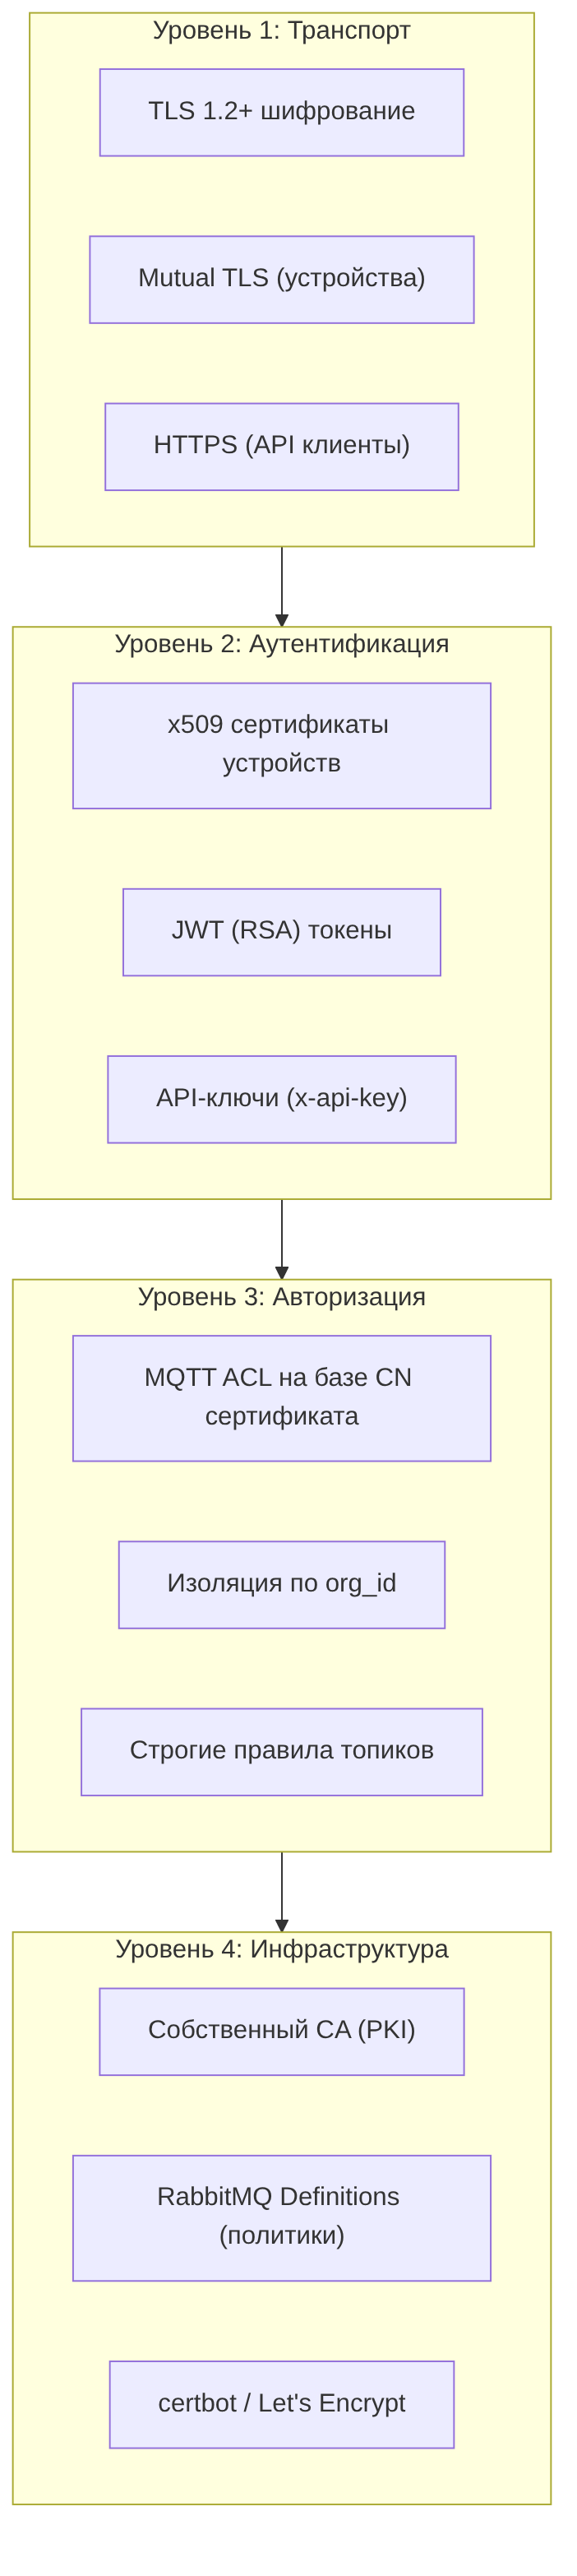 Уровень 1: Транспорт
TLS 1.2+ шифрование
Mutual TLS (устройства)
HTTPS (API клиенты)
Уровень 2: Аутентификация
x509 сертификаты
устройств
JWT (RSA) токены
API-ключи (x-api-key)
Уровень 3: Авторизация
MQTT ACL на базе CN
сертификата
Изоляция по org_id
Строгие правила топиков
Уровень 4: Инфраструктура
Собственный CA (PKI)
RabbitMQ Definitions
(политики)
certbot / Let's Encrypt